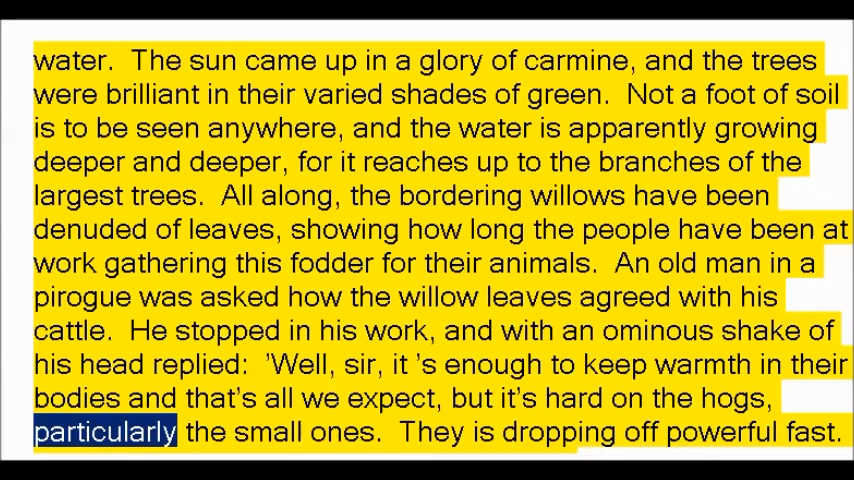 water.  The sun came up in a glory of carmine, and the trees
were brilliant in their varied shades of green.  Not a foot of soil
is to be seen anywhere, and the water is apparently growing
deeper and deeper, for it reaches up to the branches of the
largest trees.  All along, the bordering willows have been
denuded of leaves, showing how long the people have been at
work gathering this fodder for their animals.  An old man in a
pirogue was asked how the willow leaves agreed with his
cattle.  He stopped in his work, and with an ominous shake of
his head replied: 'Well, sir, it 's enough to keep warmth in their
bodies and that's all we expect, but it's hard on the hogs,
particularly the small ones.  They is dropping off powerful fast.